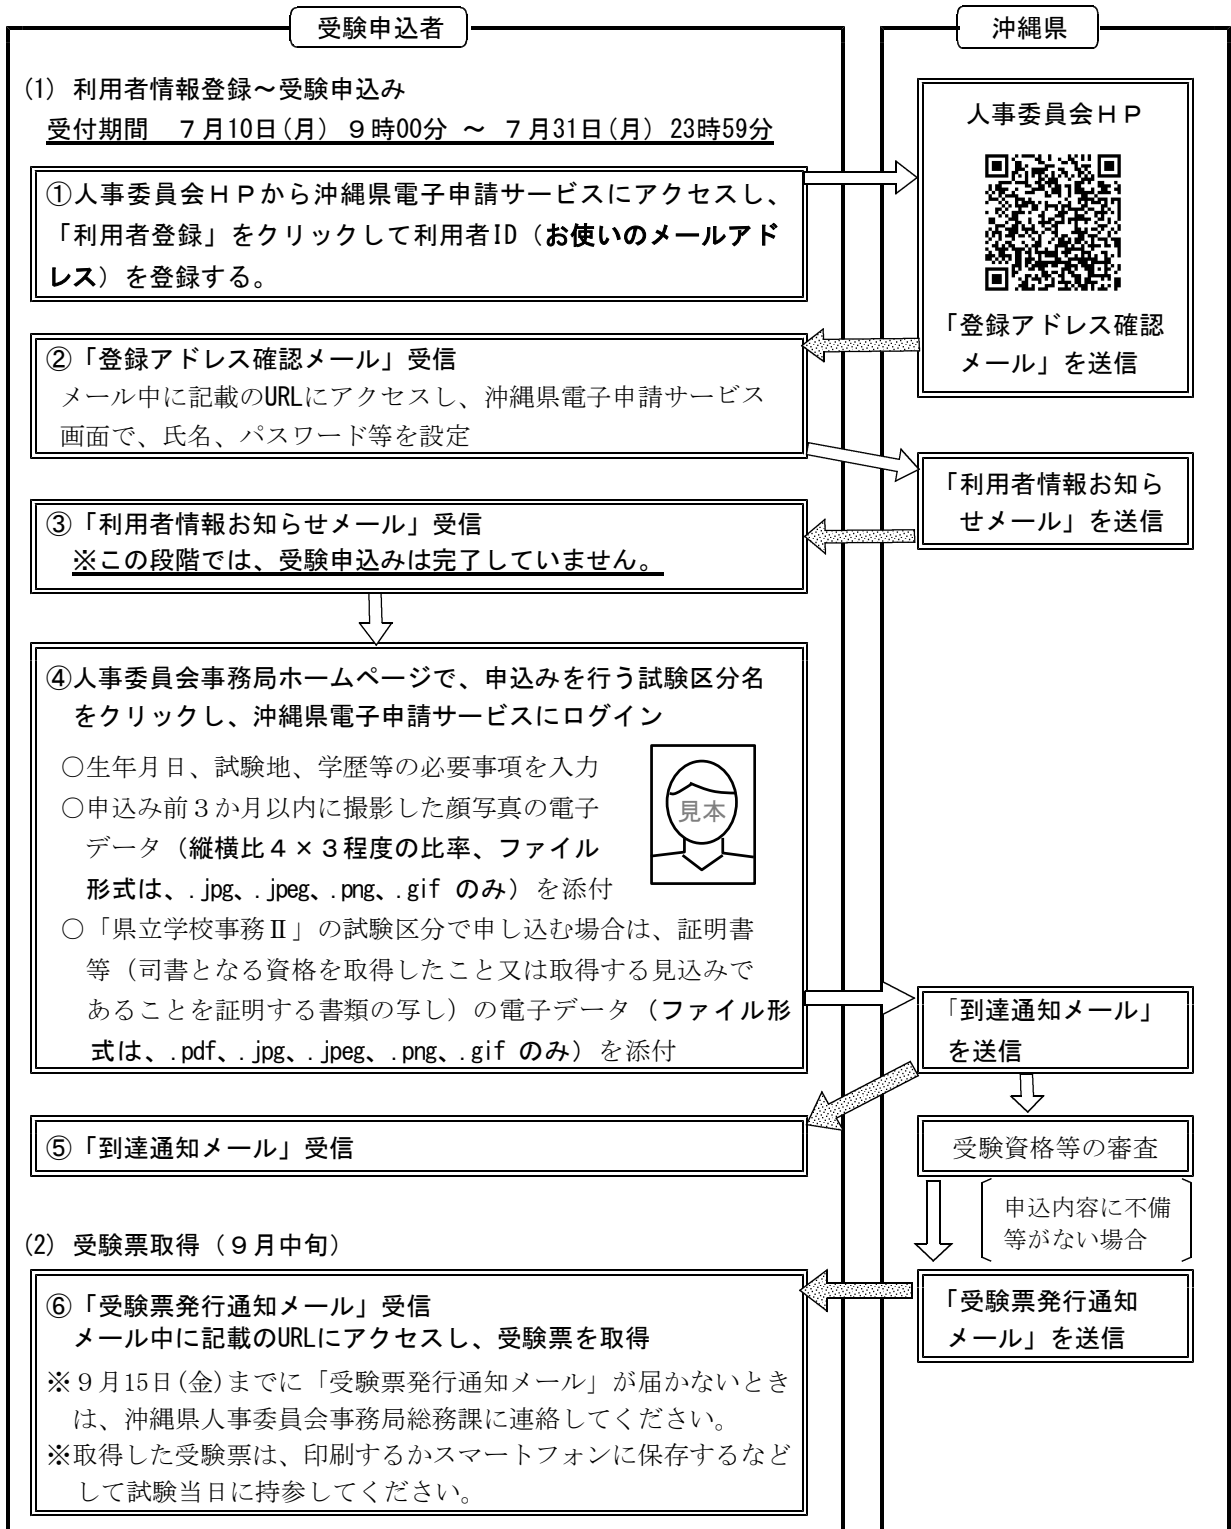 受験申込者
(1) 利用者情報登録～受験申込み
受付期間　７月10日(月) ９時00分 ～ ７月31日(月) 23時59分
①人事委員会ＨＰから沖縄県電子申請サービスにアクセスし、
「利用者登録」をクリックして利用者ID（お使いのメールアド
レス）を登録する。
②「登録アドレス確認メール」受信
メール中に記載のURLにアクセスし、沖縄県電子申請サービス
画面で、氏名、パスワード等を設定
③「利用者情報お知らせメール」受信
※この段階では、受験申込みは完了していません。
④人事委員会事務局ホームページで、申込みを行う試験区分名
をクリックし、沖縄県電子申請サービスにログイン
○生年月日、試験地、学歴等の必要事項を入力
○申込み前３か月以内に撮影した顔写真の電子
データ（縦横比４×３程度の比率、ファイル
形式は、.jpg、.jpeg、.png、.gif のみ）を添付
見本
○「県立学校事務Ⅱ」の試験区分で申し込む場合は、証明書
等（司書となる資格を取得したこと又は取得する見込みで
あることを証明する書類の写し）の電子データ（ファイル形
式は、.pdf、.jpg、.jpeg、.png、.gif のみ）を添付
⑤「到達通知メール」受信
(2) 受験票取得（９月中旬）
⑥「受験票発行通知メール」受信
メール中に記載のURLにアクセスし、受験票を取得
※９月15日(金)までに「受験票発行通知メール」が届かないとき
は、沖縄県人事委員会事務局総務課に連絡してください。
※取得した受験票は、印刷するかスマートフォンに保存するなど
して試験当日に持参してください。
沖縄県
人事委員会ＨＰ
「登録アドレス確認
メール」を送信
「利用者情報お知ら
せメール」を送信
「到達通知メール」
を送信
受験資格等の審査
申込内容に不備
等がない場合
「受験票発行通知
メール」を送信